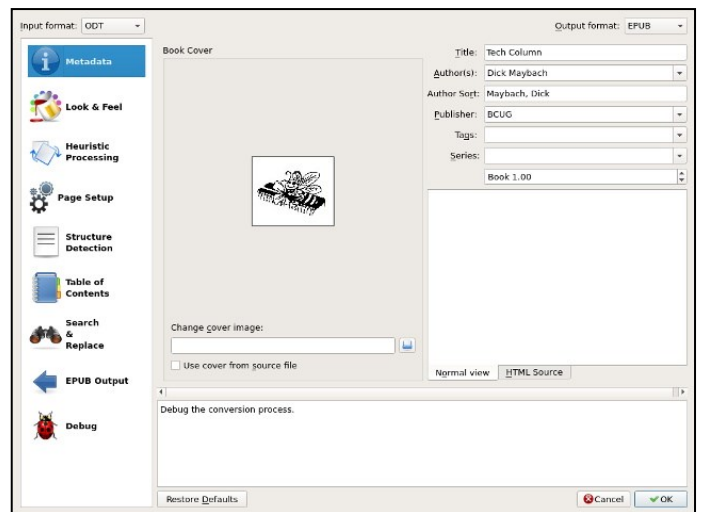 Input format: ODT
Output format: EPUB
Metadata
Look & Feel
Heuristic
Processing
Page Setup
Structure
Detection
Table of
Contents
Search
&
Replace
EPUB Output
Debug
Book Cover
Change cover image:
Use cover from source file
Title: Tech Column
Author(s): Dick Maybach
Author Sort: Maybach, Dick
Publisher: BCUG
Tags:
Series:
Book 1.00
Normal view HTML Source
Debug the conversion process.
Restore Defaults Cancel OK